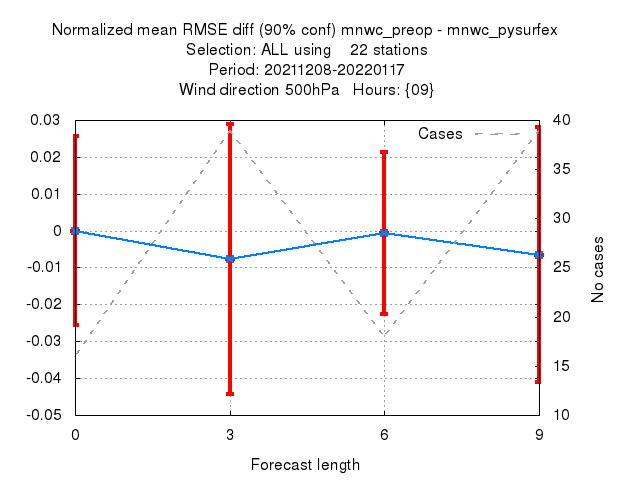 Normalized mean RMSE diff (90% conf) mnwc_preop - mnwc_pysurfex
Selection: ALL using 22 stations
Period: 20211208-20220117
Wind direction 500hPa Hours: {09}
Cases
0.03
0.02
0.01
0
-0.01
-0.02
-0.03
-0.04
-0.05
40
35
30
25
20
15
10
No cases
0 3 6 9
Forecast length